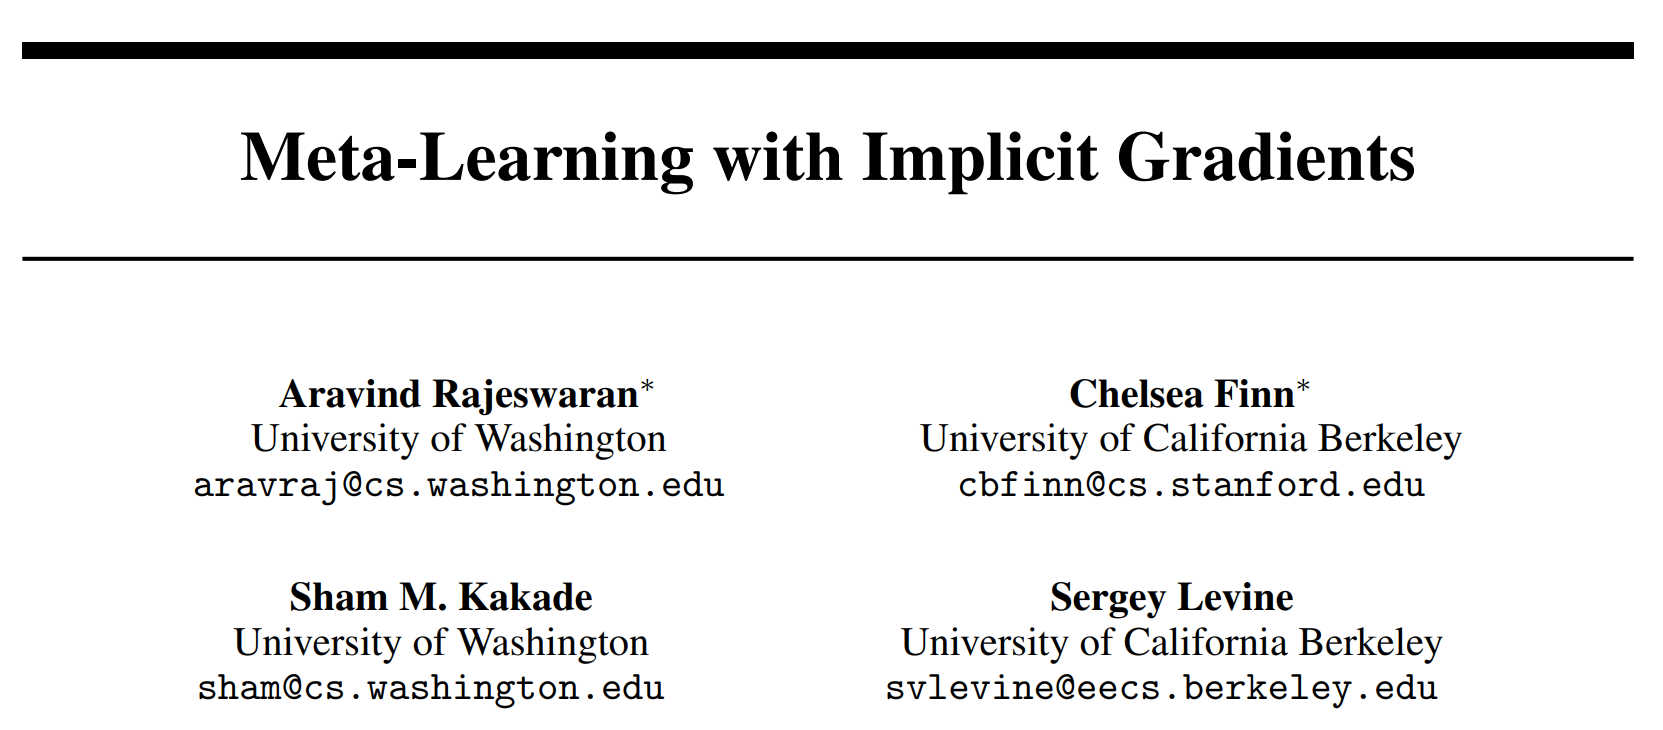 Meta-Learning with Implicit Gradients
Aravind Rajeswaran*
University of Washington
aravraj@cs.washington.edu
Chelsea Finn*
University of California Berkeley
cbfinn@cs.stanford.edu
Sham M. Kakade
University of Washington
sham@cs.washington.edu
Sergey Levine
University of California Berkeley
svlevine@eecs.berkeley.edu